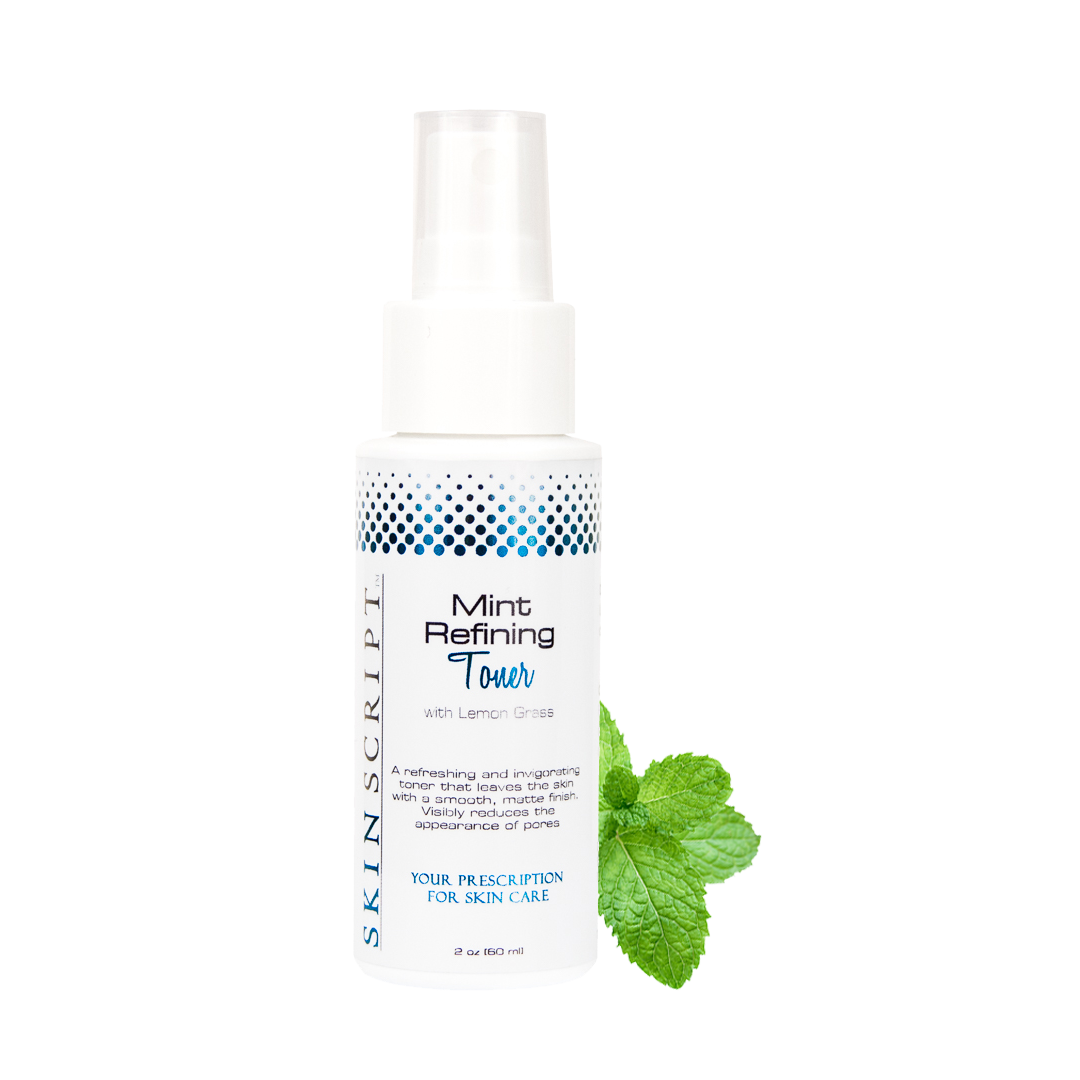 SKIN SCRIPT™
Mint
Refining
Toner
with Lemon Grass
A refreshing and invigorating
toner that leaves the skin
with a smooth, matte finish.
Visibly reduces the
appearance of pores
YOUR PRESCRIPTION
FOR SKIN CARE
2 oz (60 ml)